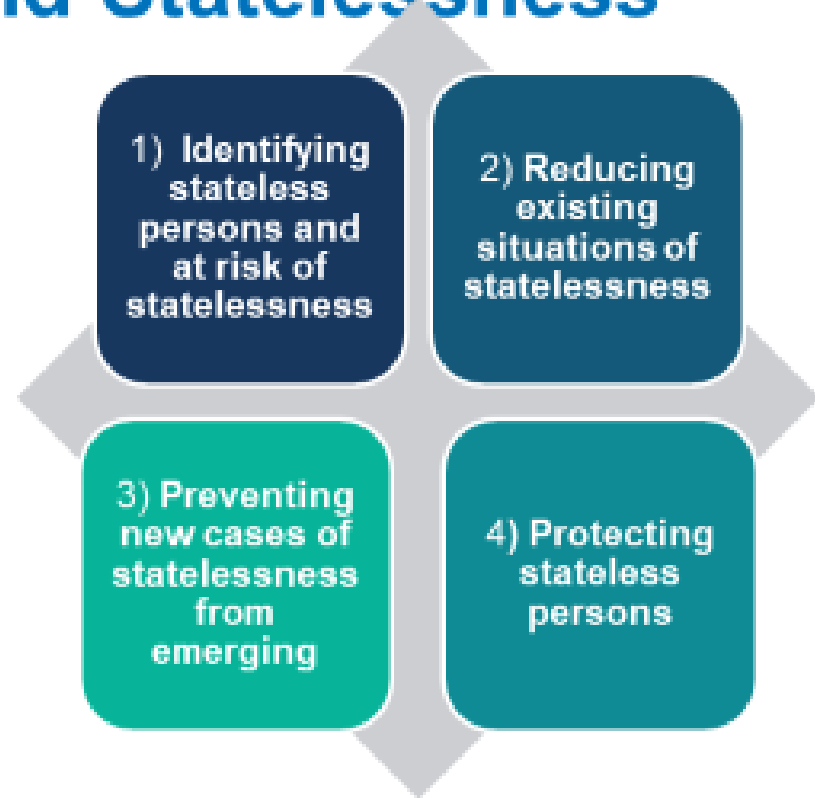 Statelessness
1) Identifying
stateless
persons and
at risk of
statelessness
2) Reducing
existing
situations of
statelessness
3) Preventing
new cases of
statelessness
from
emerging
4) Protecting
stateless
persons